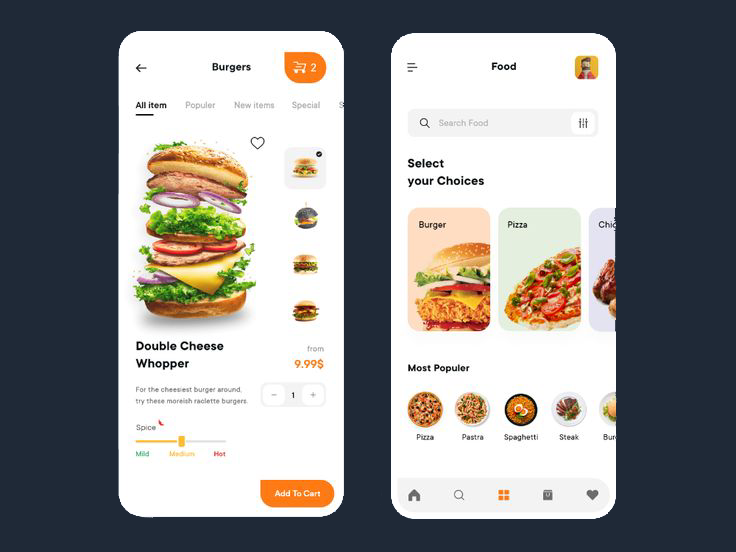 Burgers
2
All item
Populer
New items
Special
S
Double Cheese
Whopper
from
9.99$
For the cheesiest burger around,
try these moreish raclette burgers.
− 1 +
Spice
Mild
Medium
Hot
Add To Cart
Food
Search Food
Select
your Choices
Burger
Pizza
Chic
Most Populer
Pizza
Pastra
Spaghetti
Steak
Bur